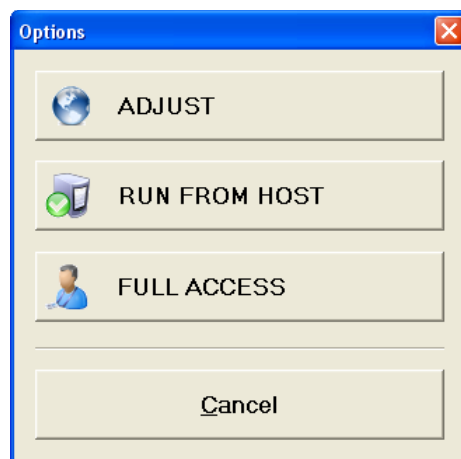 Options
ADJUST
RUN FROM HOST
FULL ACCESS
Cancel